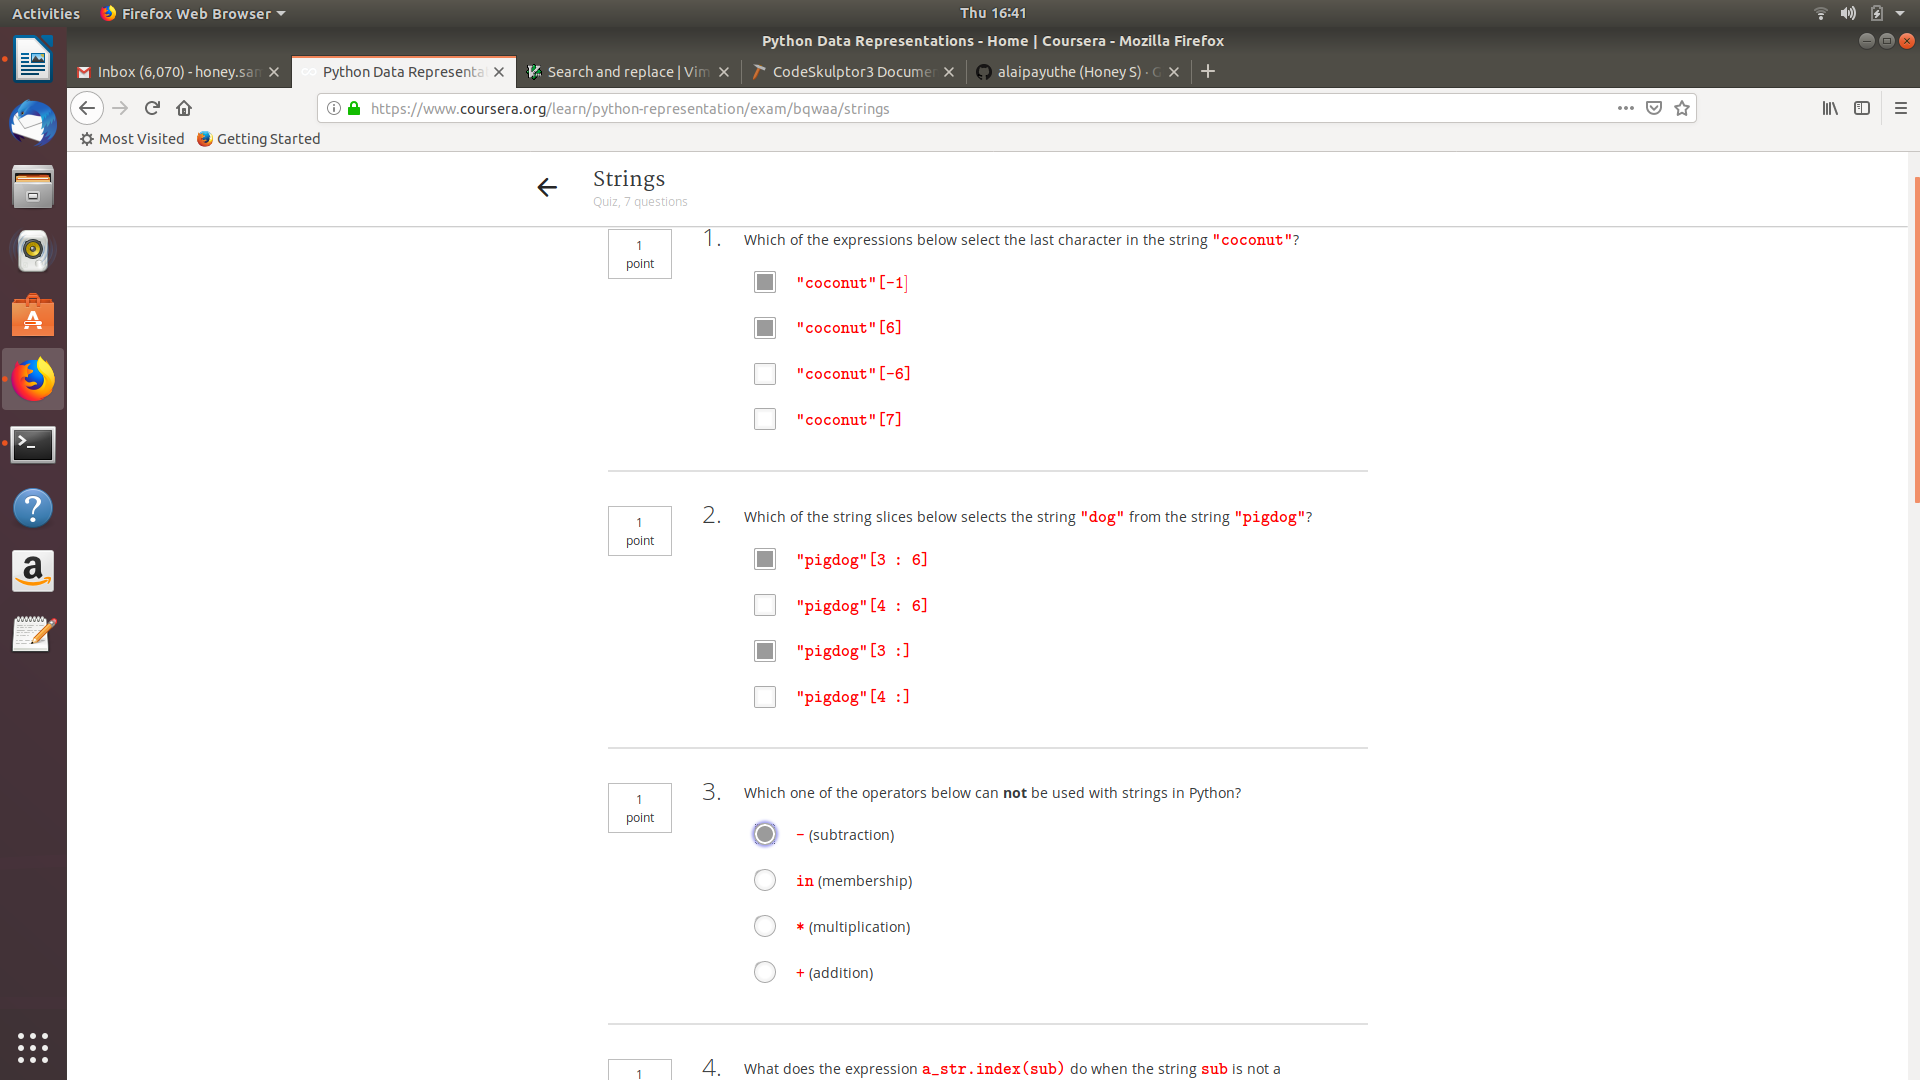 Activities
Firefox Web Browser
Thu 16:41
Python Data Representations - Home | Coursera - Mozilla Firefox
Inbox (6,070) - honey.san
Python Data Representa
Search and replace | Vim
CodeSkulptor3 Docume
alaipayuthe (Honey S) · G
https://www.coursera.org/learn/python-representation/exam/bqwaa/strings
Most Visited
Getting Started
Strings
Quiz, 7 questions
1
point
1.
Which of the expressions below select the last character in the string "coconut"?
"coconut"[-1]
"coconut"[6]
"coconut"[-6]
"coconut"[7]
1
point
2.
Which of the string slices below selects the string "dog" from the string "pigdog"?
"pigdog"[3 : 6]
"pigdog"[4 : 6]
"pigdog"[3 :]
"pigdog"[4 :]
1
point
3.
Which one of the operators below can not be used with strings in Python?
- (subtraction)
in (membership)
* (multiplication)
+ (addition)
1
4.
What does the expression a_str.index(sub) do when the string sub is not a